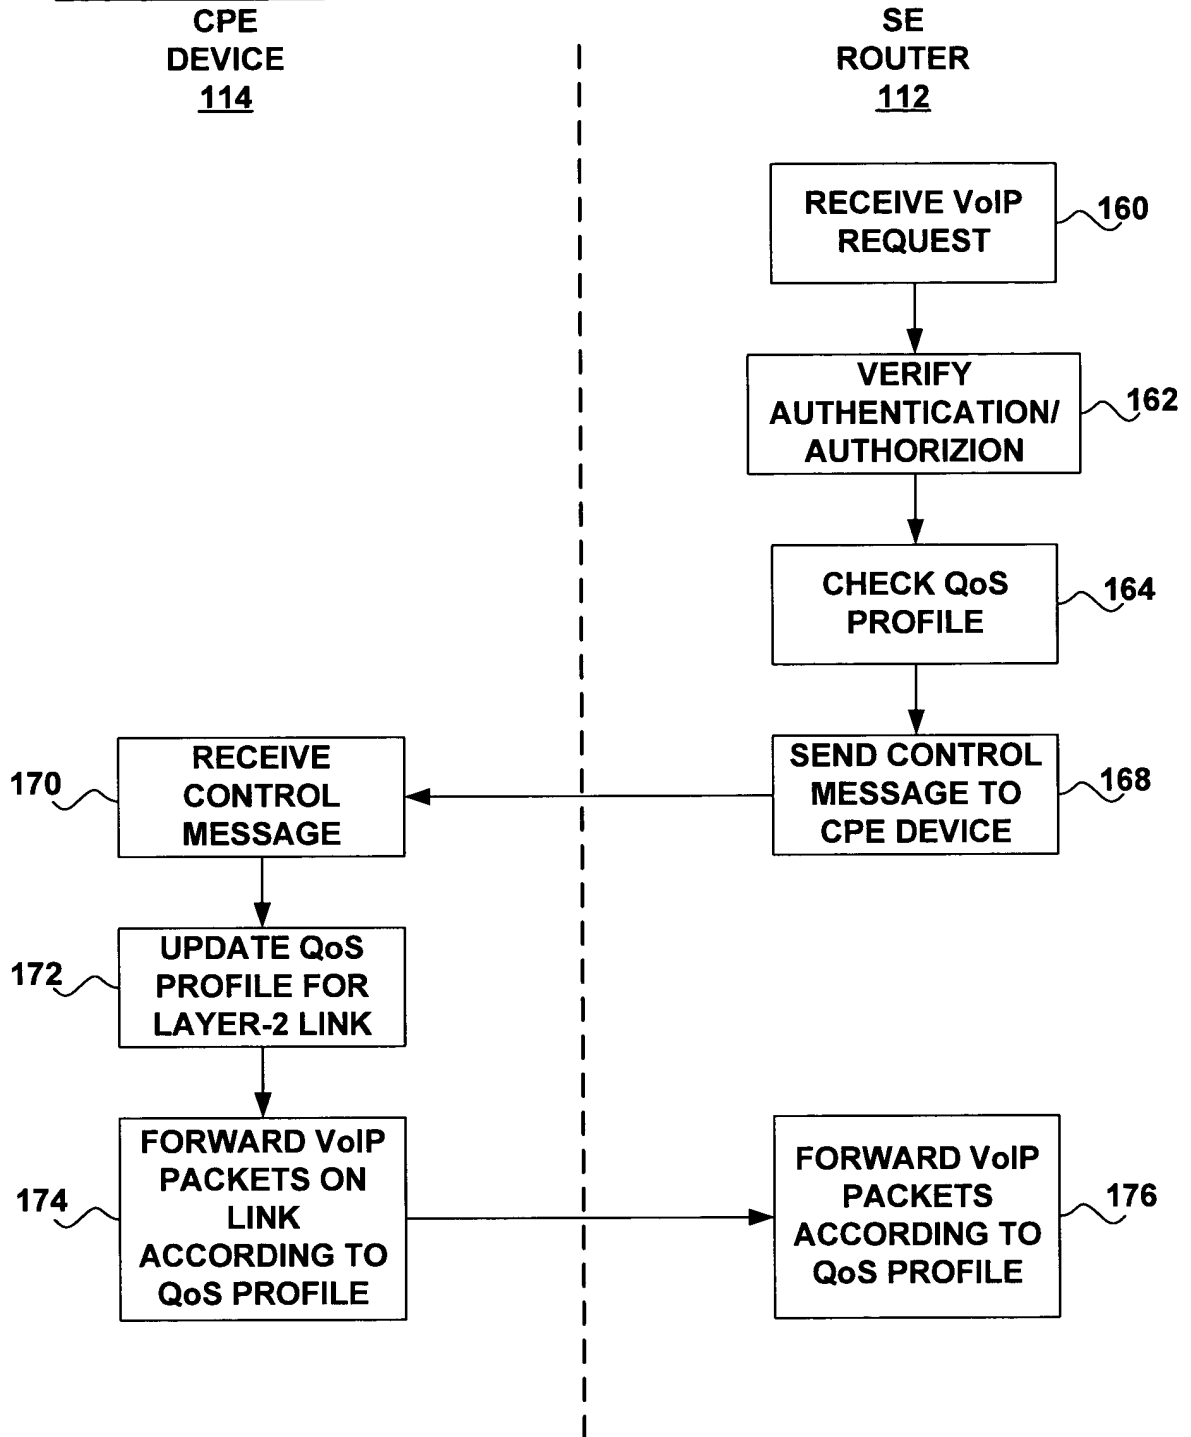 CPE
DEVICE
114
SE
ROUTER
112
RECEIVE VoIP
REQUEST
160
VERIFY
AUTHENTICATION/
AUTHORIZION
162
CHECK QoS
PROFILE
164
SEND CONTROL
MESSAGE TO
CPE DEVICE
168
170
RECEIVE
CONTROL
MESSAGE
172
UPDATE QoS
PROFILE FOR
LAYER-2 LINK
174
FORWARD VoIP
PACKETS ON
LINK
ACCORDING TO
QoS PROFILE
FORWARD VoIP
PACKETS
ACCORDING TO
QoS PROFILE
176